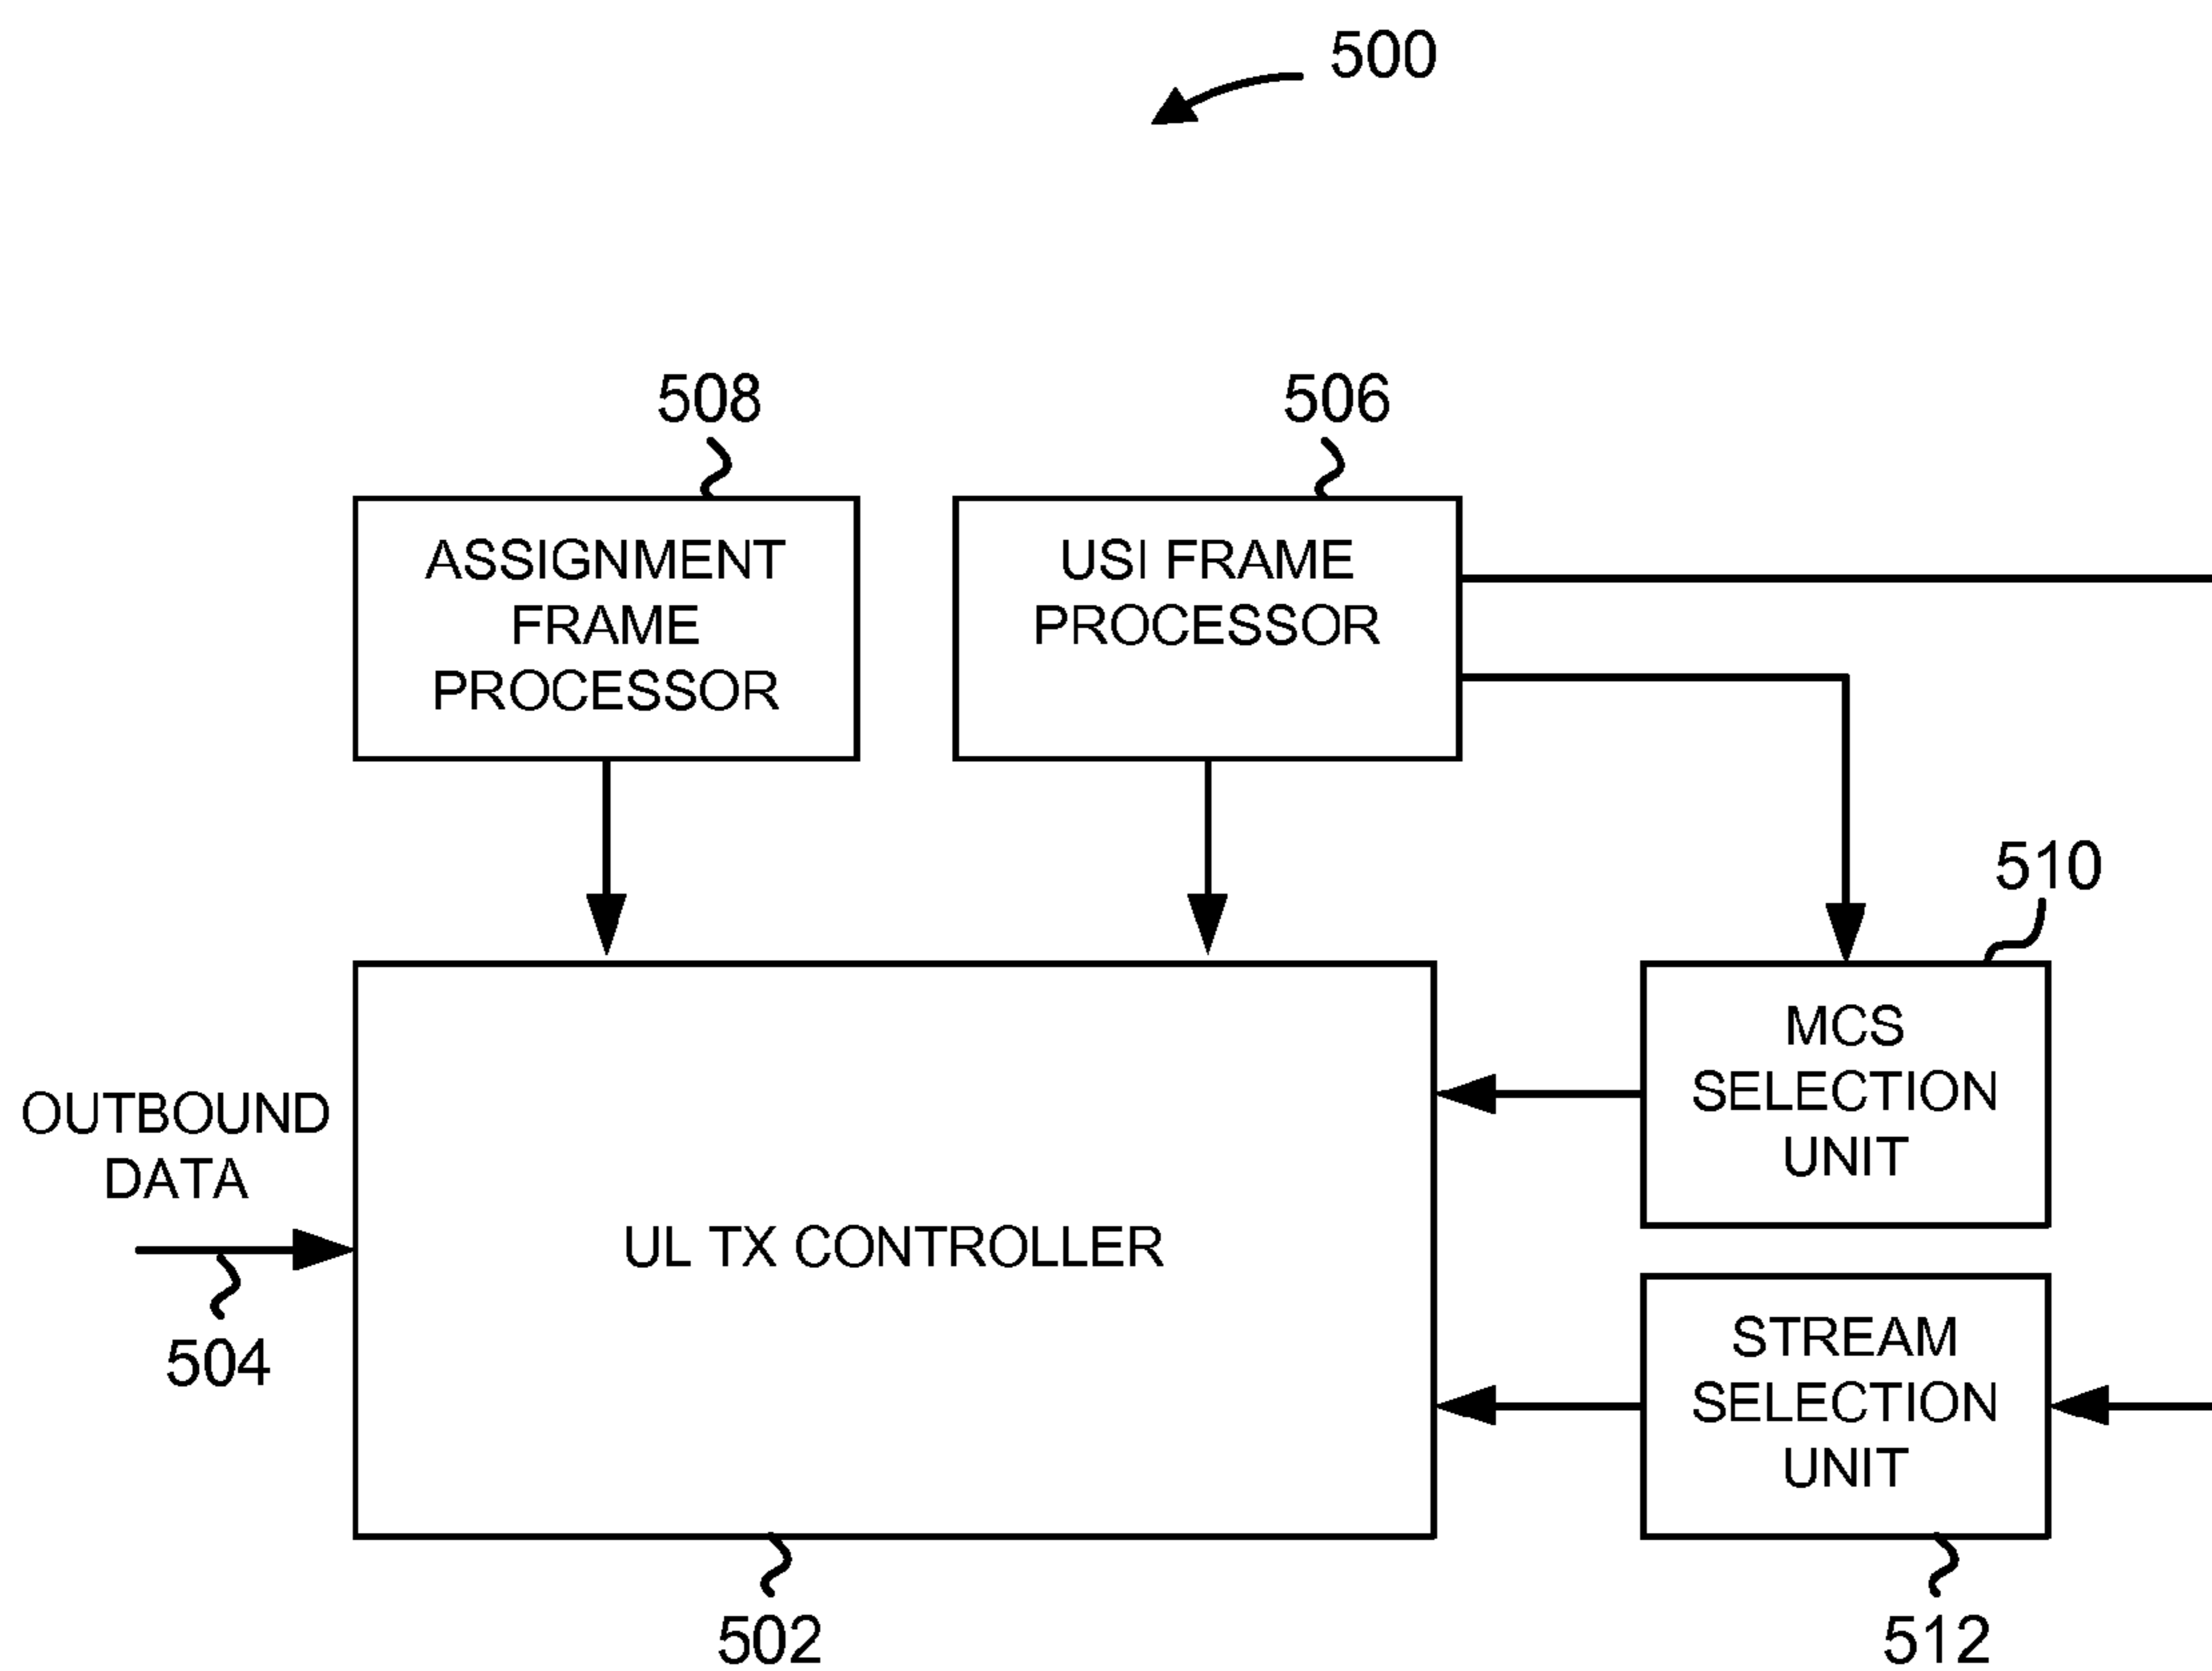 500
508
506
ASSIGNMENT
FRAME
PROCESSOR
USI FRAME
PROCESSOR
510
MCS
SELECTION
UNIT
OUTBOUND
DATA
504
UL TX CONTROLLER
STREAM
SELECTION
UNIT
502
512